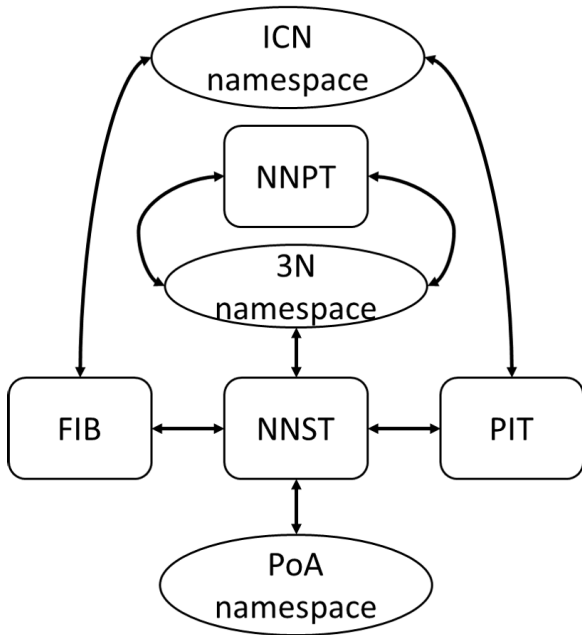 ICN
namespace
NNPT
3N
namespace
FIB
NNST
PIT
PoA
namespace